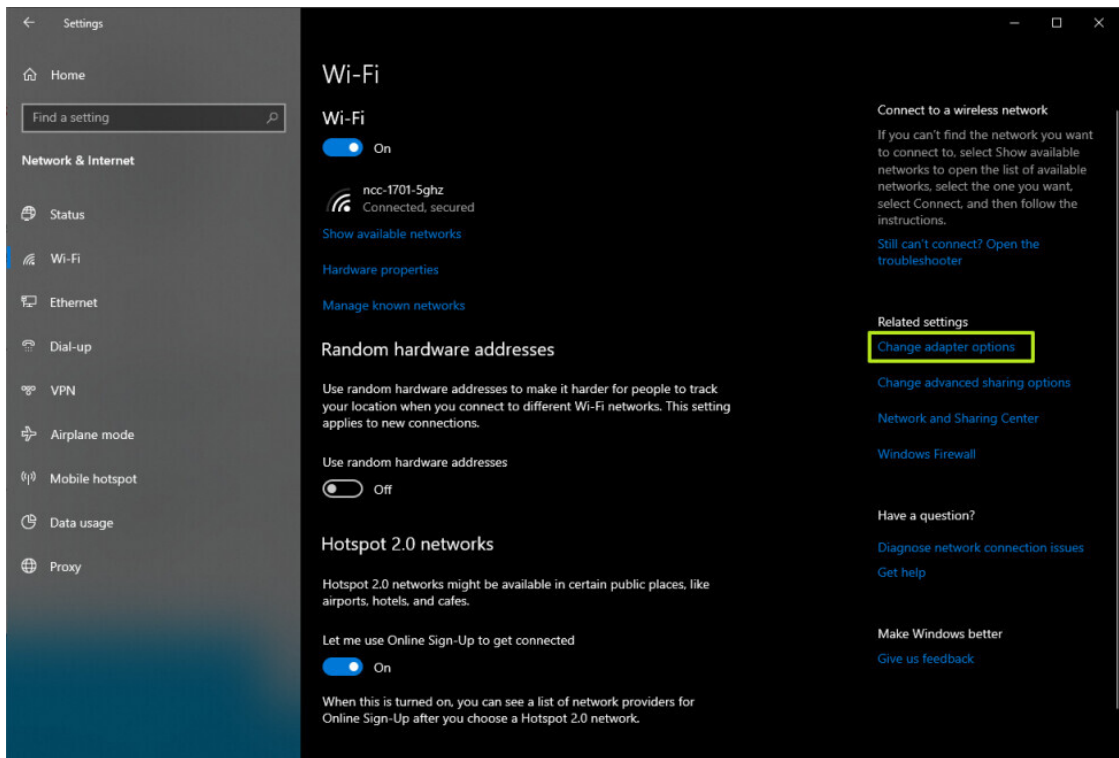 Settings
Home
Find a setting
Network & Internet
Status
Wi-Fi
Ethernet
Dial-up
VPN
Airplane mode
Mobile hotspot
Data usage
Proxy
Wi-Fi
Wi-Fi
On
ncc-1701-5ghz
Connected, secured
Show available networks
Hardware properties
Manage known networks
Random hardware addresses
Use random hardware addresses to make it harder for people to track
your location when you connect to different Wi-Fi networks. This setting
applies to new connections.
Use random hardware addresses
Off
Hotspot 2.0 networks
Hotspot 2.0 networks might be available in certain public places, like
airports, hotels, and cafes.
Let me use Online Sign-Up to get connected
On
When this is turned on, you can see a list of network providers for
Online Sign-Up after you choose a Hotspot 2.0 network.
Connect to a wireless network
If you can't find the network you want
to connect to, select Show available
networks to open the list of available
networks, select the one you want,
select Connect, and then follow the
instructions.
Still can't connect? Open the
troubleshooter
Related settings
Change adapter options
Change advanced sharing options
Network and Sharing Center
Windows Firewall
Have a question?
Diagnose network connection issues
Get help
Make Windows better
Give us feedback